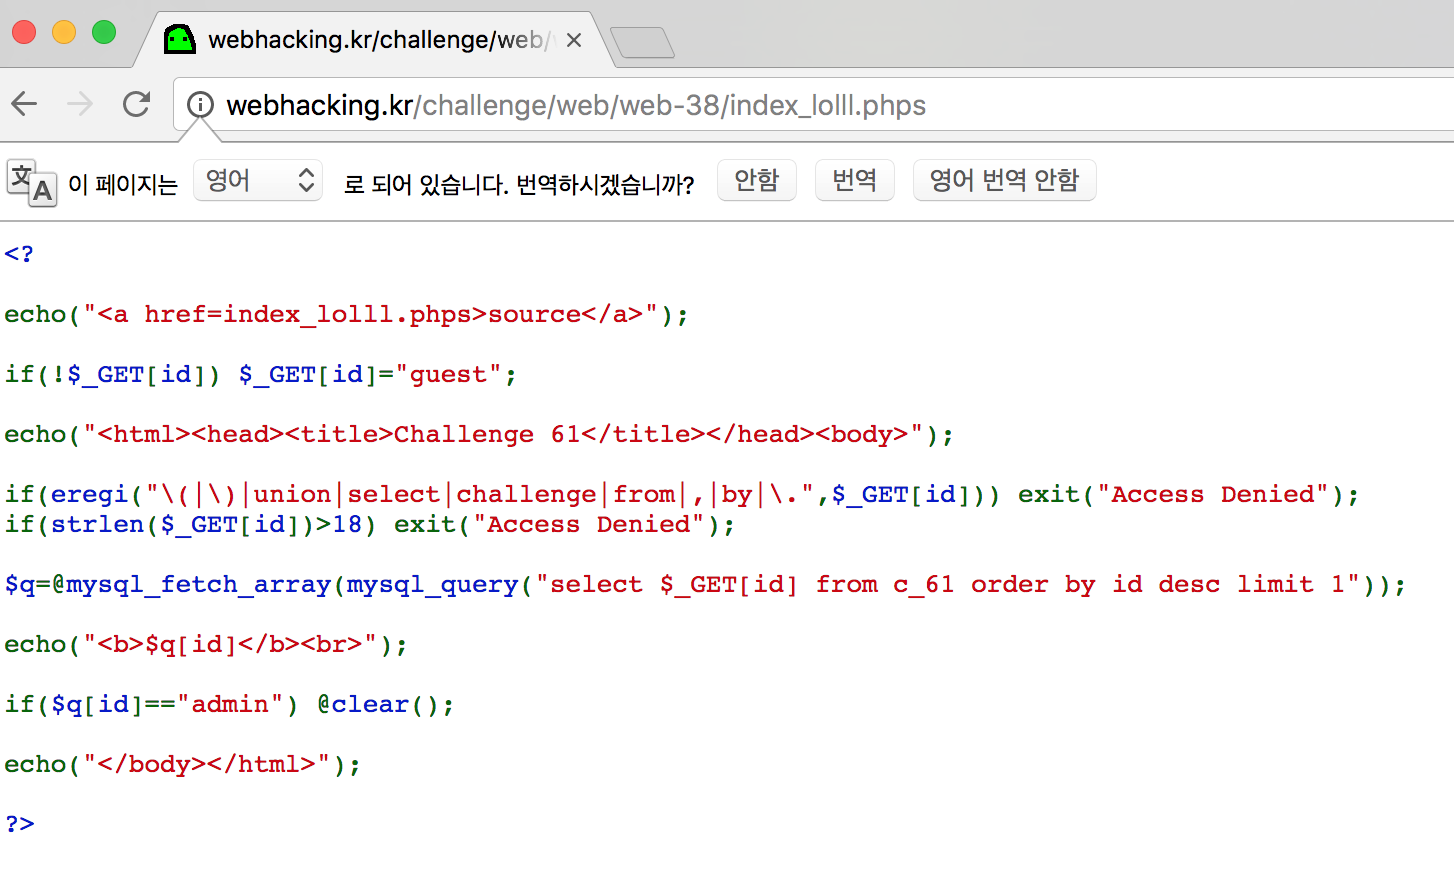 webhacking.kr/challenge/web/
webhacking.kr/challenge/web/web-38/index_lolll.phps
文A 이 페이지는 영어 로 되어 있습니다. 번역하시겠습니까? 안함 번역 영어 번역 안함
<?
echo("<a href=index_lolll.phps>source</a>");
if(!$_GET[id]) $_GET[id]="guest";
echo("<html><head><title>Challenge 61</title></head><body>");
if(eregi("\(|\)|union|select|challenge|from|,|by|\.",$_GET[id])) exit("Access Denied");
if(strlen($_GET[id])>18) exit("Access Denied");
$q=@mysql_fetch_array(mysql_query("select $_GET[id] from c_61 order by id desc limit 1"));
echo("<b>$q[id]</b><br>");
if($q[id]=="admin") @clear();
echo("</body></html>");
?>